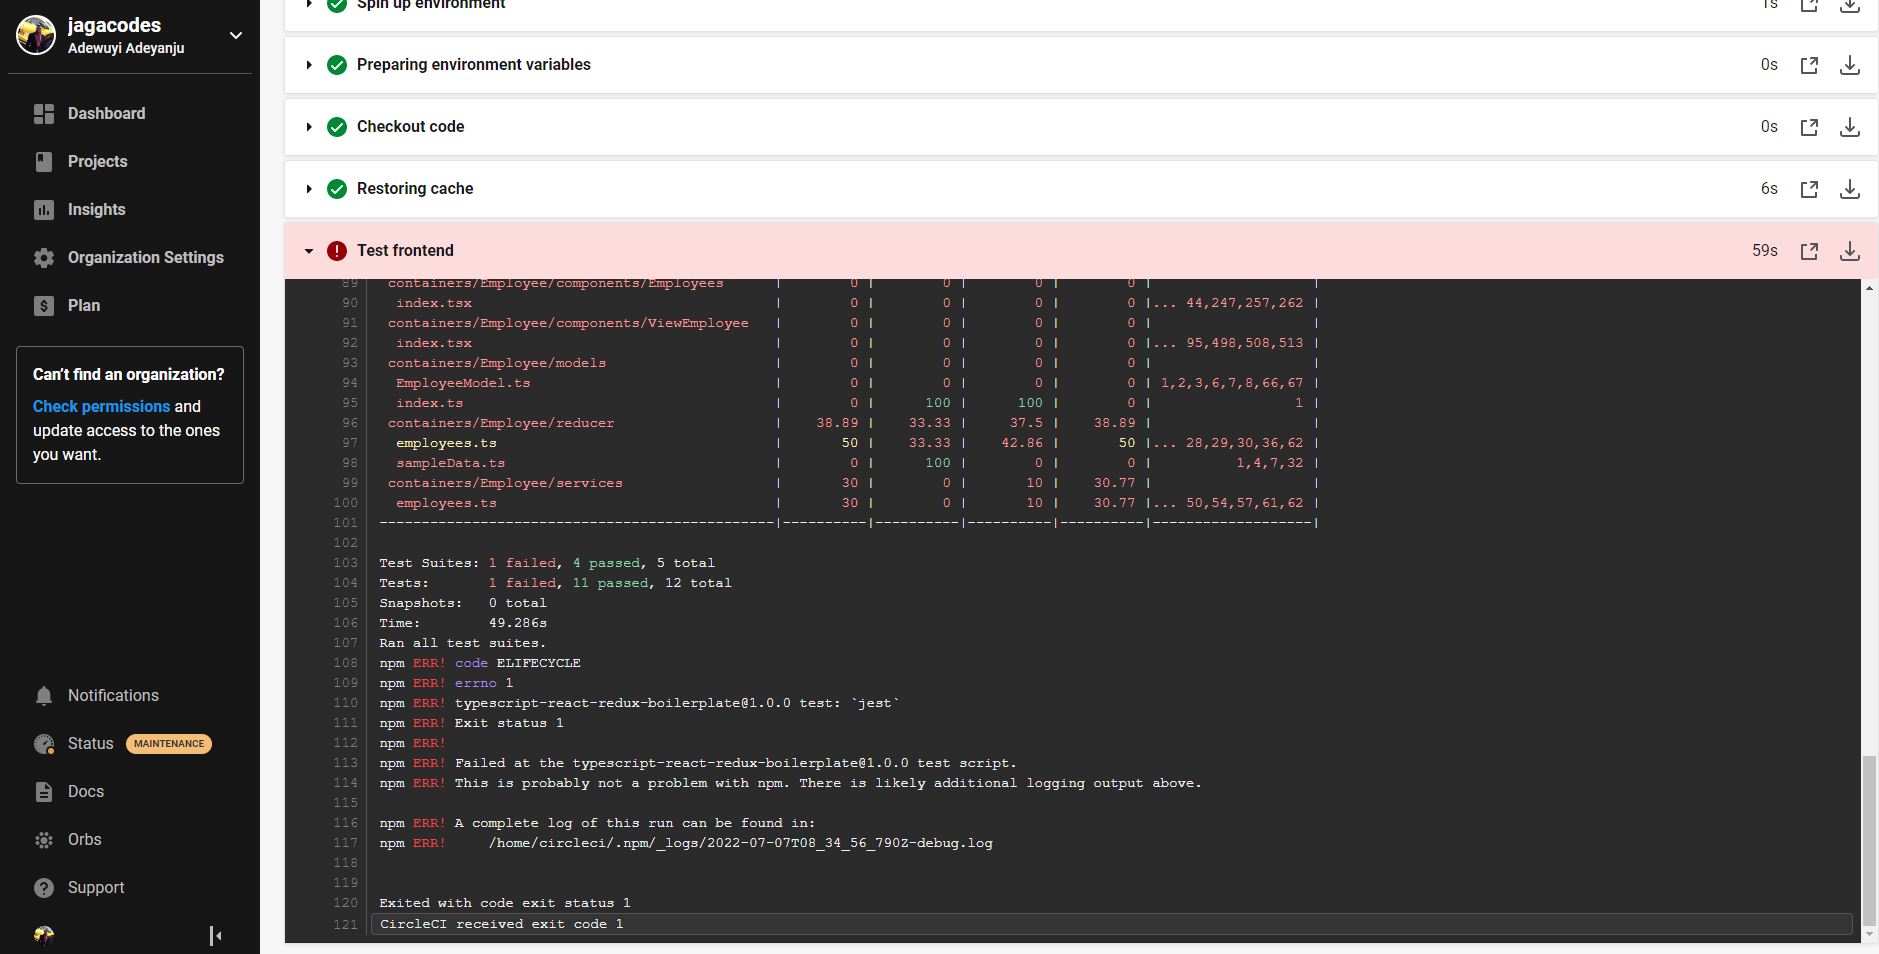 jagacodes
Adewuyi Adeyanju
Dashboard
Projects
Insights
Organization Settings
Plan
Can't find an organization?
Check permissions and
update access to the ones
you want.
Notifications
Status MAINTENANCE
Docs
Orbs
Support
Spin up environment 1s
Preparing environment variables 0s
Checkout code 0s
Restoring cache 6s
Test frontend 59s
89 containers/Employee/components/Employees | 0 | 0 | 0 | 0 | |
90 index.tsx | 0 | 0 | 0 | 0 |... 44,247,257,262 |
91 containers/Employee/components/ViewEmployee | 0 | 0 | 0 | 0 | |
92 index.tsx | 0 | 0 | 0 | 0 |... 95,498,508,513 |
93 containers/Employee/models | 0 | 0 | 0 | 0 | |
94 EmployeeModel.ts | 0 | 0 | 0 | 0 | 1,2,3,6,7,8,66,67 |
95 index.ts | 0 | 100 | 100 | 0 | 1 |
96 containers/Employee/reducer | 38.89 | 33.33 | 37.5 | 38.89 | |
97 employees.ts | 50 | 33.33 | 42.86 | 50 |... 28,29,30,36,62 |
98 sampleData.ts | 0 | 100 | 0 | 0 | 1,4,7,32 |
99 containers/Employee/services | 30 | 0 | 10 | 30.77 | |
100 employees.ts | 30 | 0 | 10 | 30.77 |... 50,54,57,61,62 |
101 -----------------------------------------------|----------|----------|----------|----------|-------------------|
102
103 Test Suites: 1 failed, 4 passed, 5 total
104 Tests: 1 failed, 11 passed, 12 total
105 Snapshots: 0 total
106 Time: 49.286s
107 Ran all test suites.
108 npm ERR! code ELIFECYCLE
109 npm ERR! errno 1
110 npm ERR! typescript-react-redux-boilerplate@1.0.0 test: `jest`
111 npm ERR! Exit status 1
112 npm ERR!
113 npm ERR! Failed at the typescript-react-redux-boilerplate@1.0.0 test script.
114 npm ERR! This is probably not a problem with npm. There is likely additional logging output above.
115
116 npm ERR! A complete log of this run can be found in:
117 npm ERR! /home/circleci/.npm/_logs/2022-07-07T08_34_56_790Z-debug.log
118
119
120 Exited with code exit status 1
121 CircleCI received exit code 1